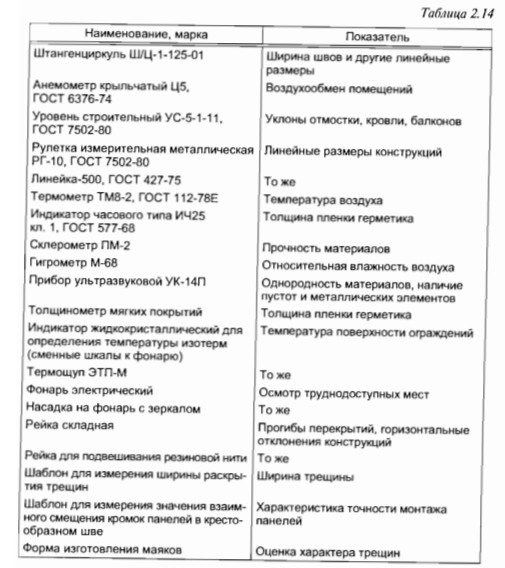 Таблица 2.14
Наименование, марка Показатель
Штангенциркуль Ш/Ц-1-125-01 Ширина швов и другие линейные
размеры
Анемометр крыльчатый Ц5, Воздухообмен помещений
ГОСТ 6376-74
Уровень строительный УС-5-1-11, Уклоны отмостки, кровли, балконов
ГОСТ 7502-80
Рулетка измерительная металлическая Линейные размеры конструкций
РГ-10, ГОСТ 7502-80
Линейка-500, ГОСТ 427-75 То же
Термометр ТМ8-2, ГОСТ 112-78Е Температура воздуха
Индикатор часового типа ИЧ25 Толщина пленки герметика
кл. 1, ГОСТ 577-68
Склерометр ПМ-2 Прочность материалов
Гигрометр М-68 Относительная влажность воздуха
Прибор ультразвуковой УК-14П Однородность материалов, наличие
пустот и металлических элементов
Толщинометр мягких покрытий Толщина пленки герметика
Индикатор жидкокристаллический для Температура поверхности ограждений
определения температуры изотерм
(сменные шкалы к фонарю)
Термощуп ЭТП-М То же
Фонарь электрический Осмотр труднодоступных мест
Насадка на фонарь с зеркалом То же
Рейка складная Прогибы перекрытий, горизонтальные
отклонения конструкций
Рейка для подвешивания резиновой нити То же
Шаблон для измерения ширины раскры- Ширина трещины
тия трещин
Шаблон для измерения значения взаим- Характеристика точности монтажа
ного смещения кромок панелей в кресто- панелей
образном шве
Форма изготовления маяков Оценка характера трещин